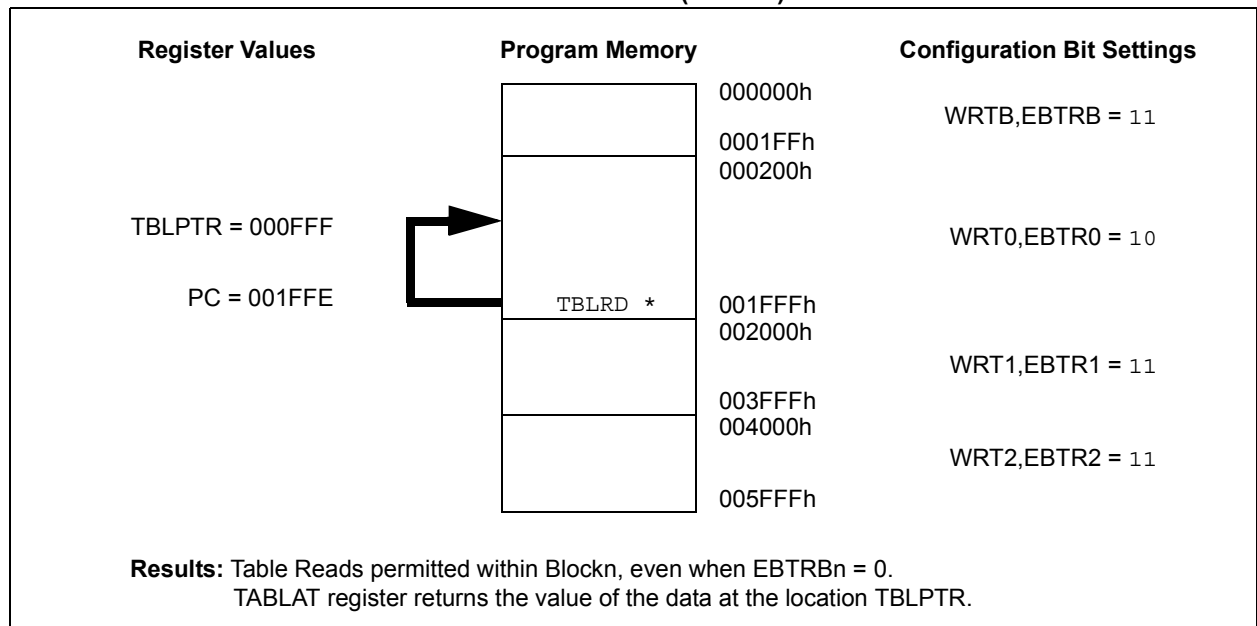 Register Values
Program Memory
Configuration Bit Settings
000000h
WRTB,EBTRB = 11
0001FFh
000200h
TBLPTR = 000FFF
WRT0,EBTR0 = 10
PC = 001FFE
TBLRD *
001FFFh
002000h
WRT1,EBTR1 = 11
003FFFh
004000h
WRT2,EBTR2 = 11
005FFFh
Results: Table Reads permitted within Blockn, even when EBTRBn = 0.
TABLAT register returns the value of the data at the location TBLPTR.